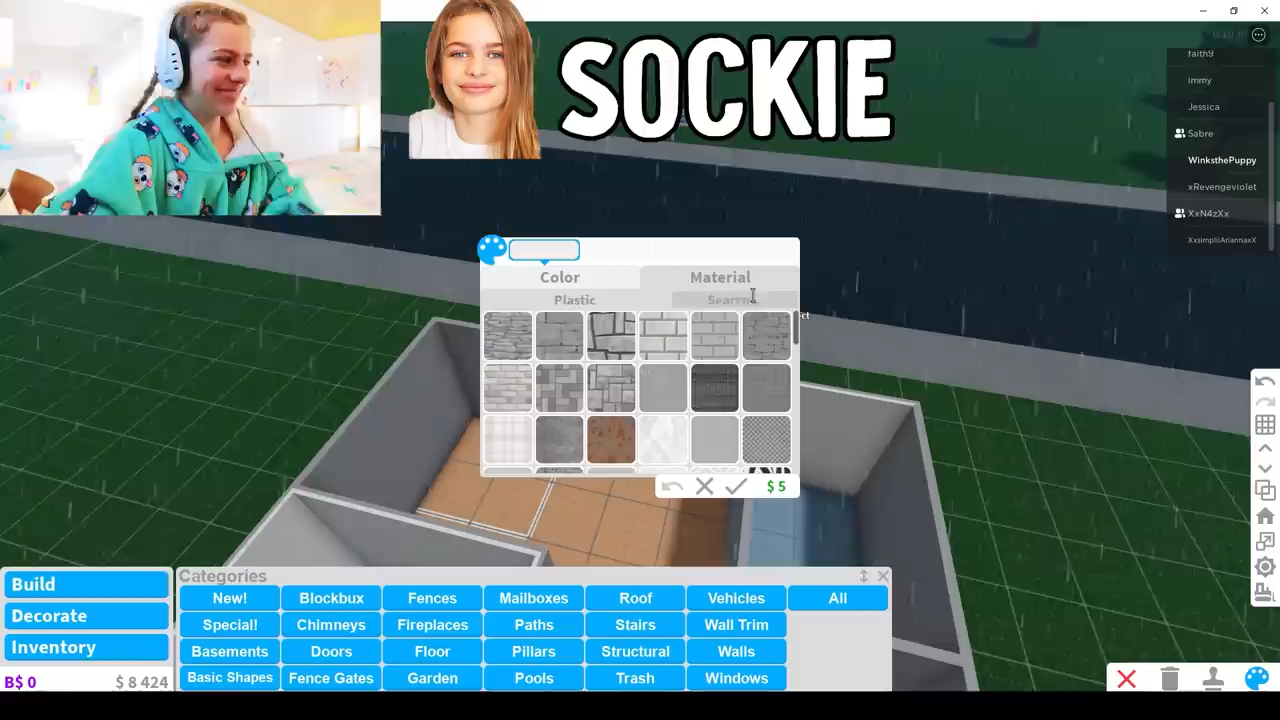 SOCKIE
faith9
immy
Jessica
Sabre
WinksthePuppy
xRevengeviolet
XxN4zXx
XxsimpliiAriannaxX
Color
Material
Plastic
ct
$ 5
Build
Decorate
Inventory
B$ 0
$ 8 424
Categories
New!
Blockbux
Fences
Mailboxes
Roof
Vehicles
All
Special!
Chimneys
Fireplaces
Paths
Stairs
Wall Trim
Basements
Doors
Floor
Pillars
Structural
Walls
Basic Shapes
Fence Gates
Garden
Pools
Trash
Windows